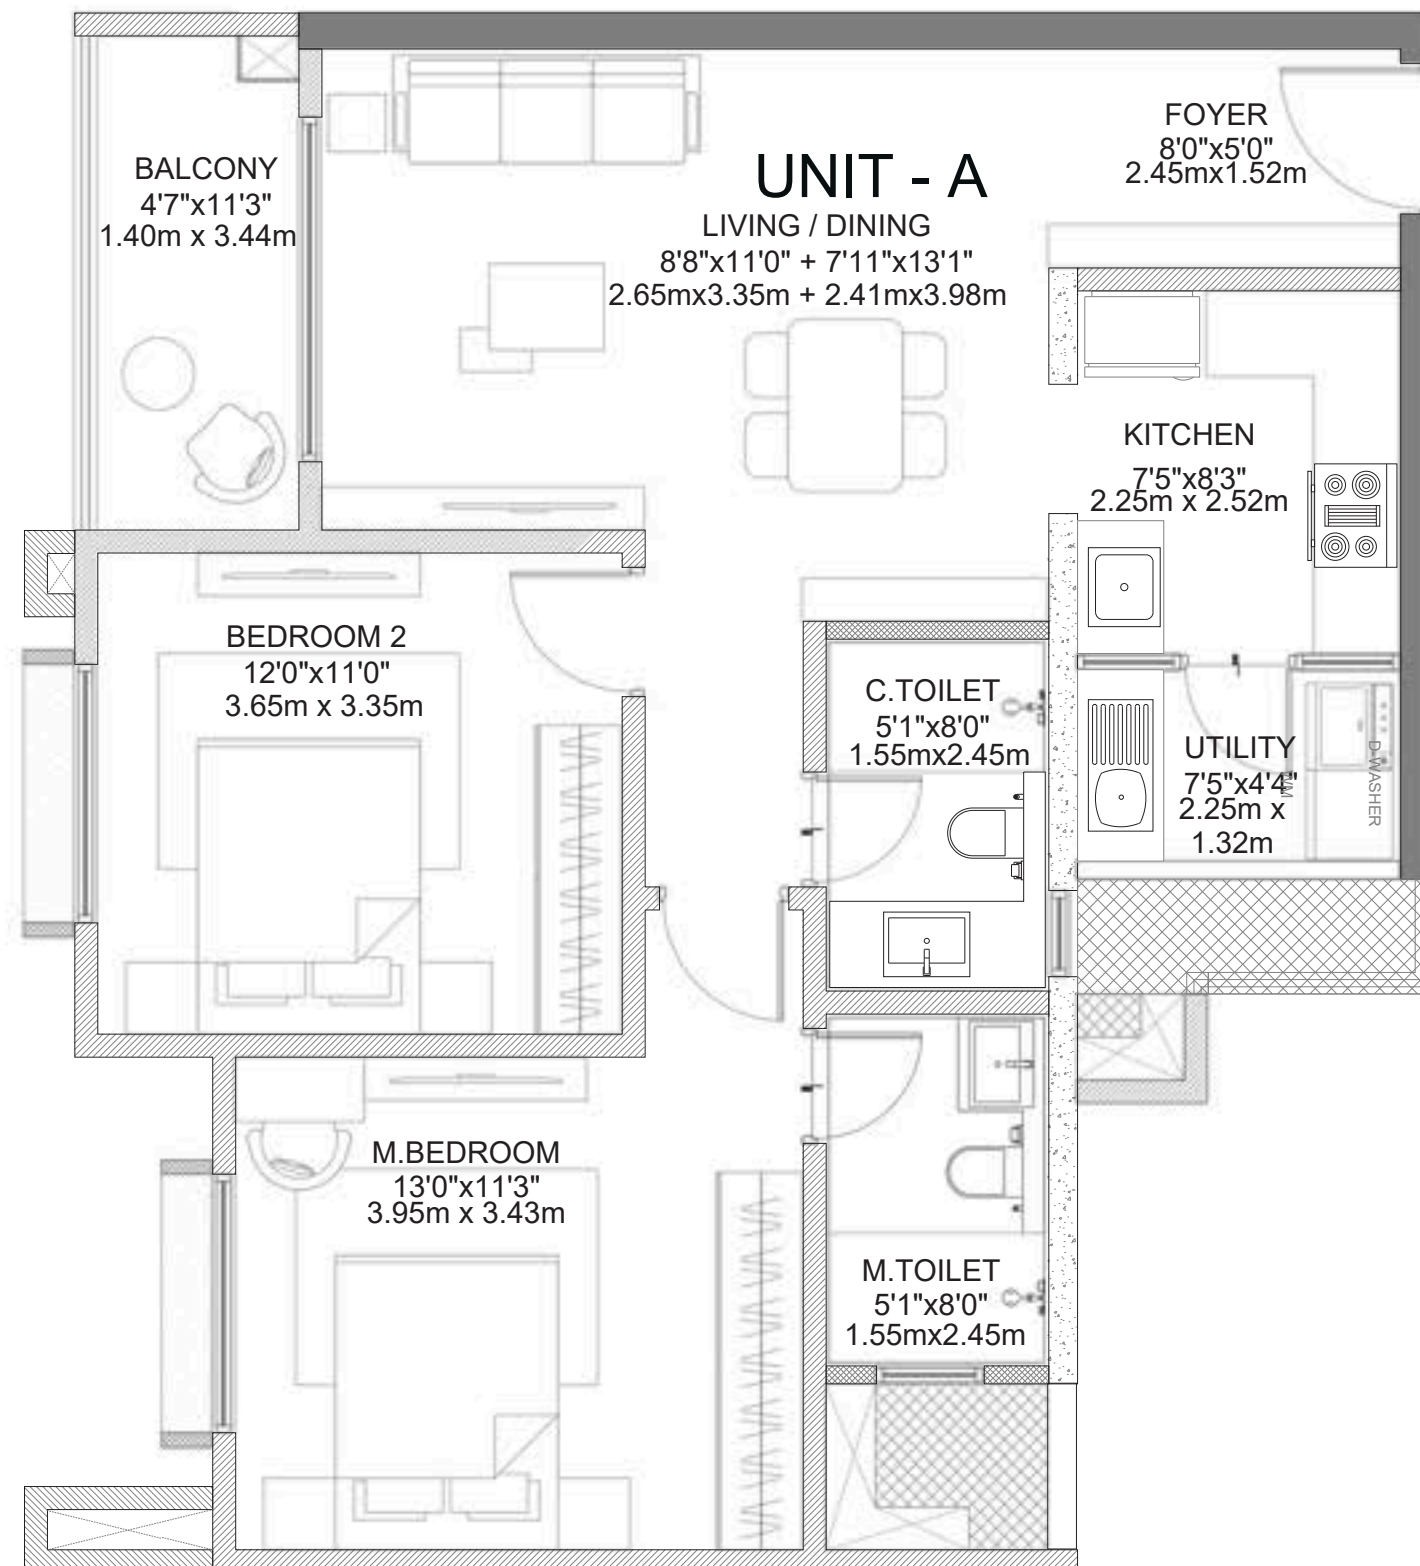 FOYER
8'0"x5'0"
2.45mx1.52m
BALCONY
4'7"x11'3"
1.40m x 3.44m
UNIT - A
LIVING / DINING
8'8"x11'0" + 7'11"x13'1"
2.65mx3.35m + 2.41mx3.98m
KITCHEN
7'5"x8'3"
2.25m x 2.52m
BEDROOM 2
12'0"x11'0"
3.65m x 3.35m
C.TOILET
5'1"x8'0"
1.55mx2.45m
UTILITY
7'5"x4'4"
2.25m x
1.32m
WM
D.WASHER
M.BEDROOM
13'0"x11'3"
3.95m x 3.43m
M.TOILET
5'1"x8'0"
1.55mx2.45m